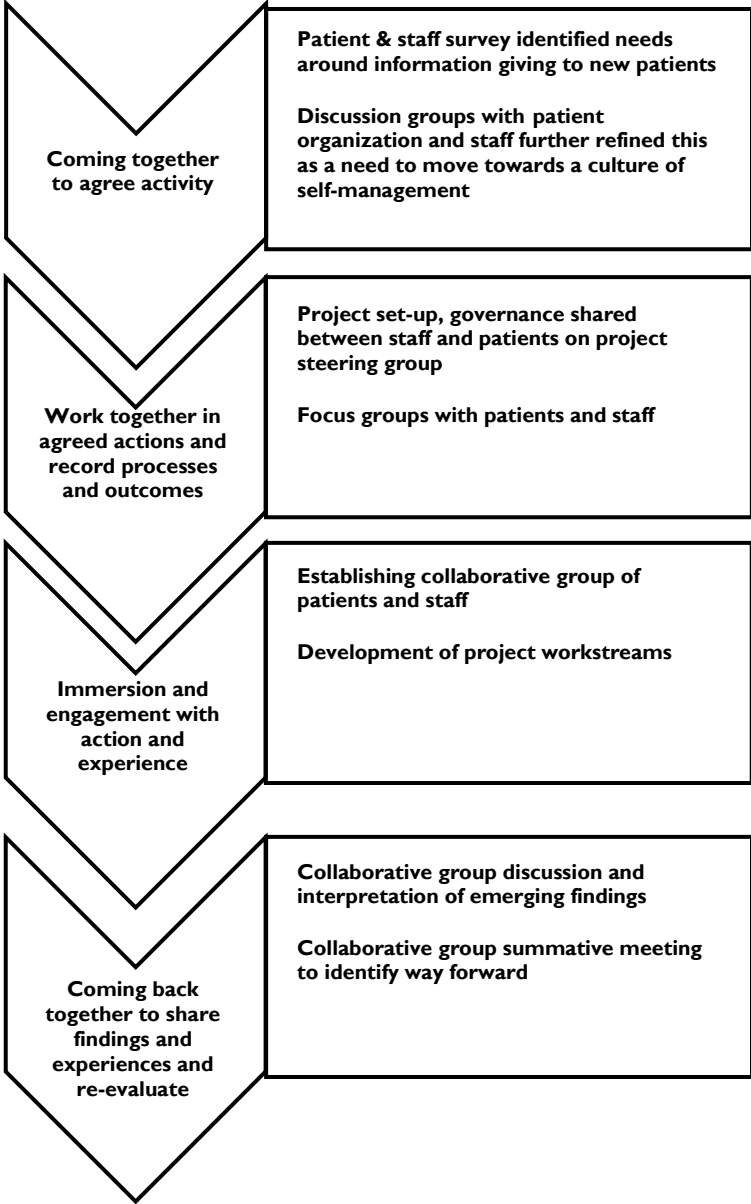 Coming together
to agree activity
Patient & staff survey identified needs
around information giving to new patients
Discussion groups with patient
organization and staff further refined this
as a need to move towards a culture of
self-management
Work together in
agreed actions and
record processes
and outcomes
Project set-up, governance shared
between staff and patients on project
steering group
Focus groups with patients and staff
Immersion and
engagement with
action and
experience
Establishing collaborative group of
patients and staff
Development of project workstreams
Coming back
together to share
findings and
experiences and
re-evaluate
Collaborative group discussion and
interpretation of emerging findings
Collaborative group summative meeting
to identify way forward